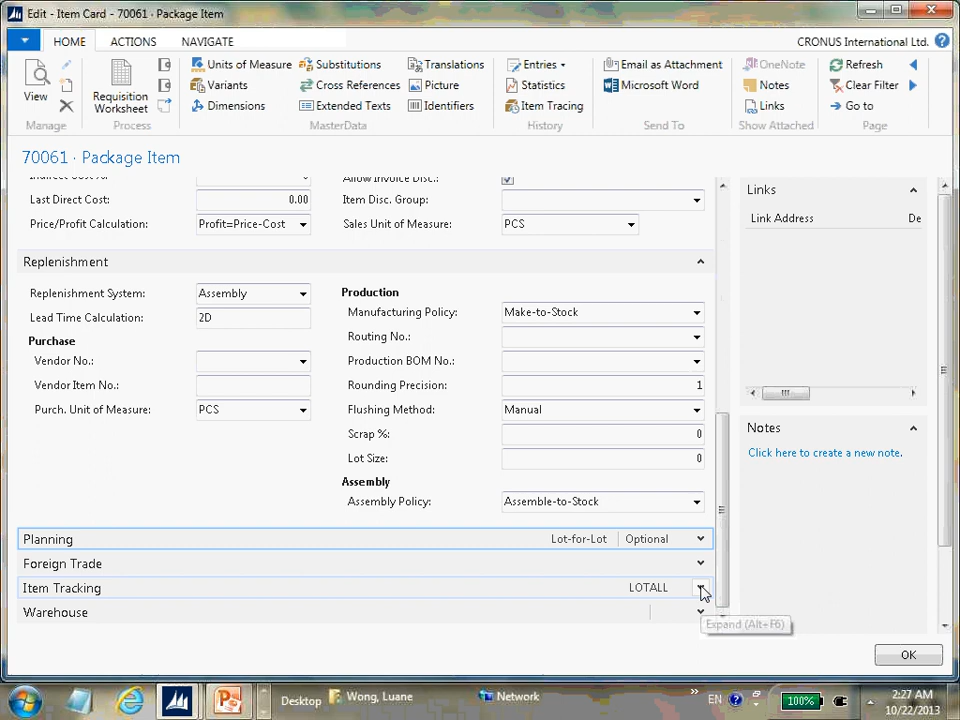 Edit - Item Card - 70061 · Package Item
HOME ACTIONS NAVIGATE CRONUS International Ltd.
View
Manage
Requisition Worksheet
Process
Units of Measure Substitutions Translations
Variants Cross References Picture
Dimensions Extended Texts Identifiers
MasterData
Entries
Statistics
Item Tracing
History
Email as Attachment
Microsoft Word
Send To
OneNote
Notes
Links
Show Attached
Refresh
Clear Filter
Go to
Page
70061 · Package Item
Indirect Cost %: Allow Invoice Disc.:
Last Direct Cost: 0.00 Item Disc. Group:
Price/Profit Calculation: Profit=Price-Cost Sales Unit of Measure: PCS
Replenishment
Replenishment System: Assembly
Lead Time Calculation: 2D
Purchase
Vendor No.:
Vendor Item No.:
Purch. Unit of Measure: PCS
Production
Manufacturing Policy: Make-to-Stock
Routing No.:
Production BOM No.:
Rounding Precision: 1
Flushing Method: Manual
Scrap %: 0
Lot Size: 0
Assembly
Assembly Policy: Assemble-to-Stock
Planning Lot-for-Lot Optional
Foreign Trade
Item Tracking LOTALL
Warehouse
Expand (Alt+F6)
Links
Link Address De
Notes
Click here to create a new note.
OK
Desktop Wong, Luane Network » EN 100% 2:27 AM
10/22/2013